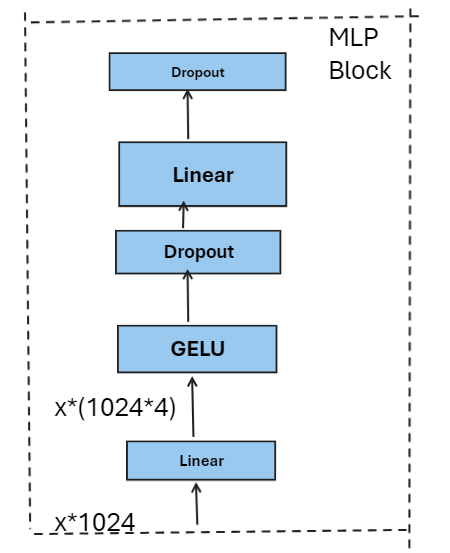 MLP
Block
Dropout
Linear
Dropout
GELU
x*(1024*4)
Linear
x*1024